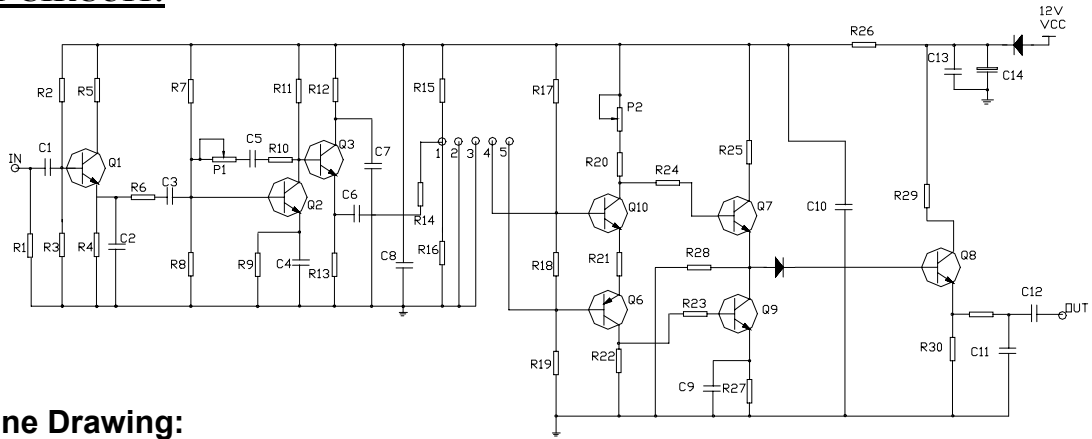 12V
VCC
R26
C13
C14
R2
R5
R7
R11
R12
R15
R17
P2
R25
R29
C1
IN
Q1
C5
R10
Q3
C7
P1
1
2
3
4
5
R20
R24
R6
C3
Q2
C6
R14
Q10
Q7
C10
R1
R3
R4
C2
R8
R9
C4
R13
C8
R16
R18
R21
R28
Q8
Q6
R23
Q9
C12
OUT
R19
R22
C9
R27
R30
C11
ne Drawing: